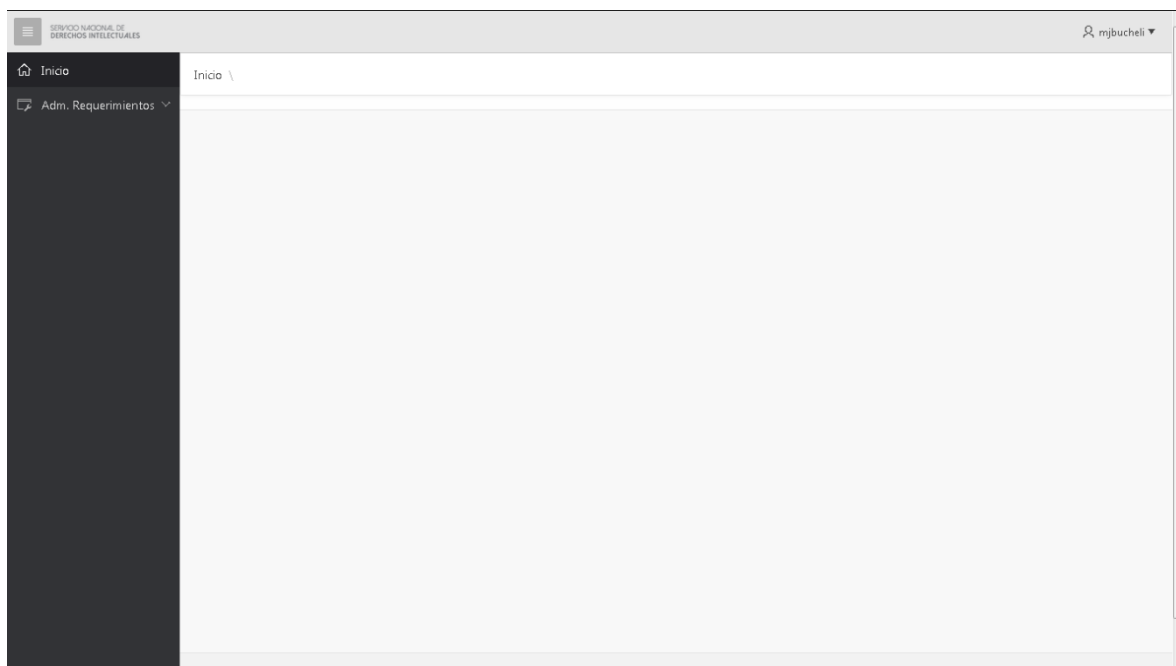 SERVICIO NACIONAL DE
DERECHOS INTELECTUALES
mjbucheli
Inicio
Inicio \
Adm. Requerimientos